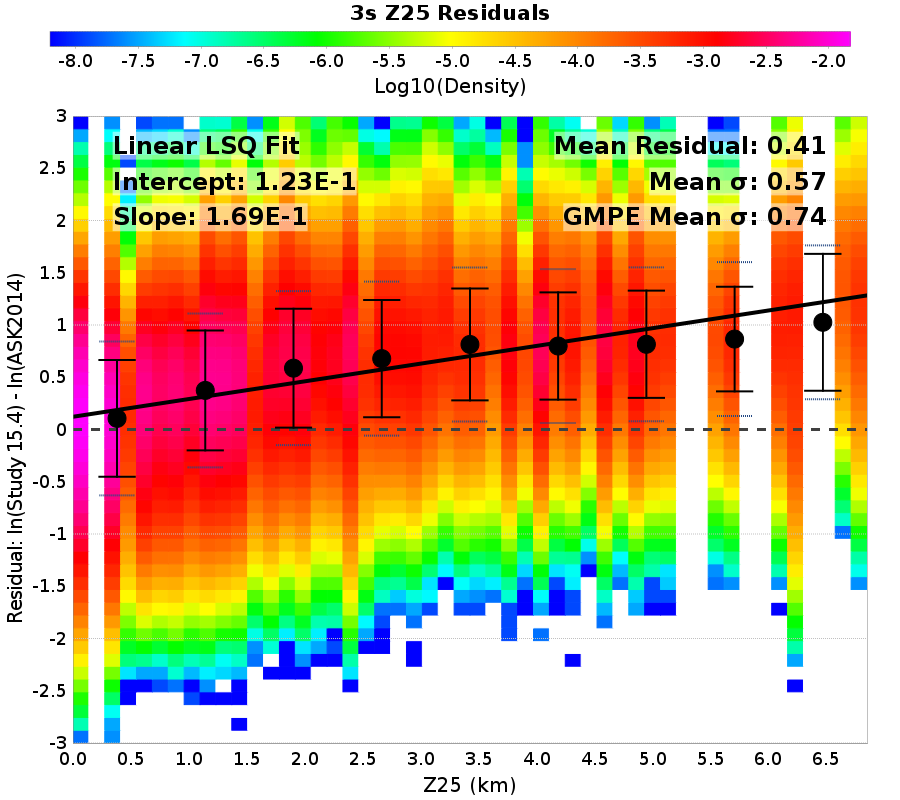 3s Z25 Residuals
-8.0 -7.5 -7.0 -6.5 -6.0 -5.5 -5.0 -4.5 -4.0 -3.5 -3.0 -2.5 -2.0
Log10(Density)
Linear LSQ Fit
Intercept: 1.23E-1
Slope: 1.69E-1
Mean Residual: 0.41
Mean σ: 0.57
GMPE Mean σ: 0.74
Residual: ln(Study 15.4) - ln(ASK2014)
3
2.5
2
1.5
1
0.5
0
-0.5
-1
-1.5
-2
-2.5
-3
0.0 0.5 1.0 1.5 2.0 2.5 3.0 3.5 4.0 4.5 5.0 5.5 6.0 6.5
Z25 (km)